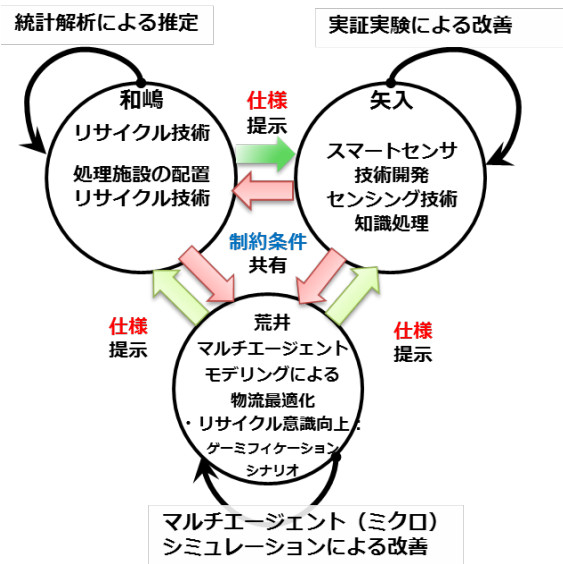 統計解析による推定
実証実験による改善
和嶋
リサイクル技術
処理施設の配置
リサイクル技術
仕様
提示
矢入
スマートセンサ
技術開発
センシング技術
知識処理
制約条件
共有
仕様
提示
仕様
提示
荒井
マルチエージェント
モデリングによる
物流最適化
・リサイクル意識向上：
ゲーミフィケーション
シナリオ
マルチエージェント（ミクロ）
シミュレーションによる改善